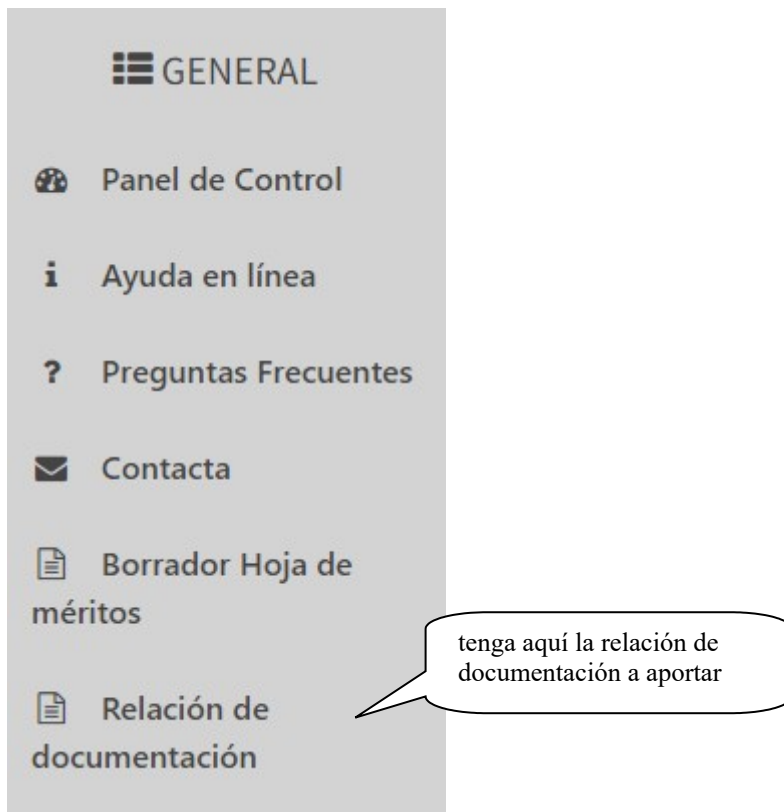 GENERAL
Panel de Control
Ayuda en línea
Preguntas Frecuentes
Contacta
Borrador Hoja de
méritos
tenga aquí la relación de
documentación a aportar
Relación de
documentación